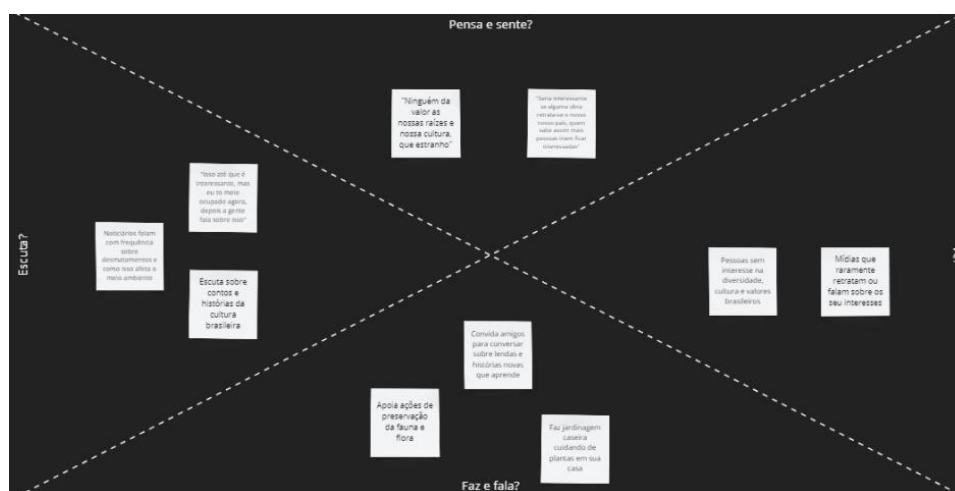 Pensa e sente?
"Ninguém da
valor as
nossas raízes e
nossa cultura,
que estranho"
"Seria interessante
se alguma obra
retratasse o nosso
país, quem
sabe assim mais
pessoas iriam ficar
interessadas"
Escuta?
"Isso até que é
interessante, mas
eu to meio
ocupado agora,
depois a gente
fala sobre isso"
Noticiários falam
com frequência
sobre
desmatamentos e
como isso afeta o
meio ambiente
Escuta sobre
contos e
histórias da
cultura
brasileira
Pessoas sem
interesse na
diversidade,
cultura e valores
brasileiros
Mídias que
raramente
retratam ou
falam sobre os
seu interesses
Convida amigos
para conversar
sobre lendas e
histórias novas
que aprende
Apoia ações de
preservação
da fauna e
flora
Faz jardinagem
caseira
cuidando de
plantas em sua
casa
Faz e fala?